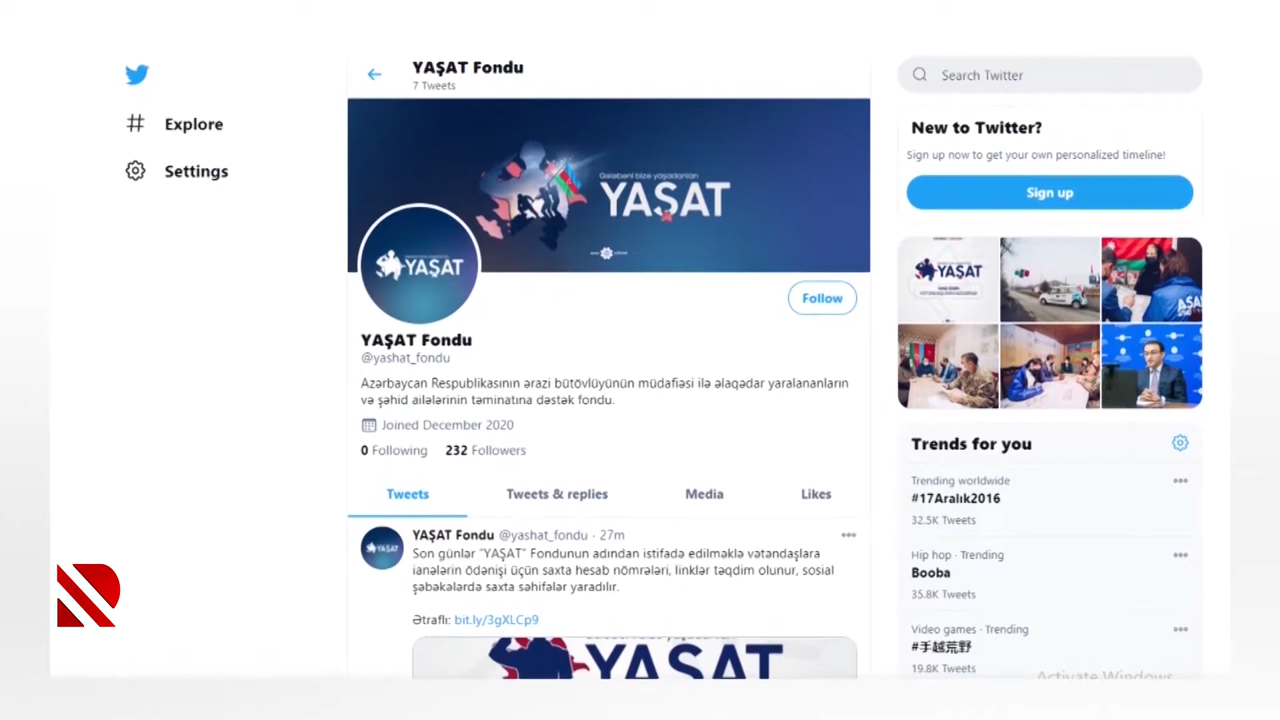 Explore
Settings
YAŞAT Fondu
7 Tweets
Qələbəni bizə yaşadanları
YAŞAT
YAŞAT
Follow
YAŞAT Fondu
@yashat_fondu
Azərbaycan Respublikasının ərazi bütövlüyünün müdafiəsi ilə əlaqədar yaralananların
və şəhid ailələrinin təminatına dəstək fondu.
Joined December 2020
0 Following 232 Followers
Tweets Tweets & replies Media Likes
YAŞAT Fondu @yashat_fondu · 27m
Son günlər “YAŞAT” Fondunun adından istifadə edilməklə vətəndaşlara
ianələrin ödənişi üçün saxta hesab nömrələri, linklər təqdim olunur, sosial
şəbəkələrdə saxta səhifələr yaradılır.
Ətraflı: bit.ly/3gXLCp9
YAŞAT
Search Twitter
New to Twitter?
Sign up now to get your own personalized timeline!
Sign up
YAŞAT
Trends for you
Trending worldwide
#17Aralık2016
32.5K Tweets
Hip hop · Trending
Booba
35.8K Tweets
Video games · Trending
#手越荒野
19.8K Tweets
Activate Windows